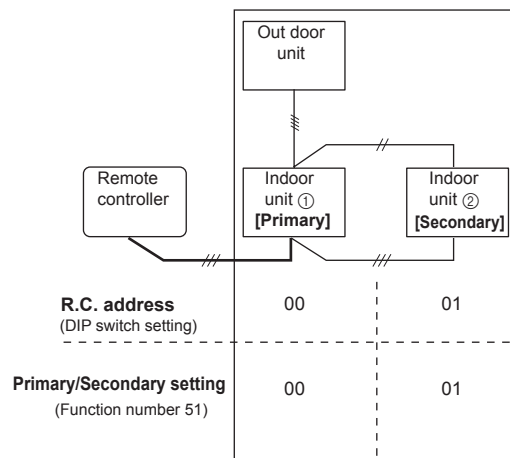 Out door
unit
Remote
controller
Indoor
unit ①
[Primary]
Indoor
unit ②
[Secondary]
R.C. address
(DIP switch setting)
00
01
Primary/Secondary setting
(Function number 51)
00
01